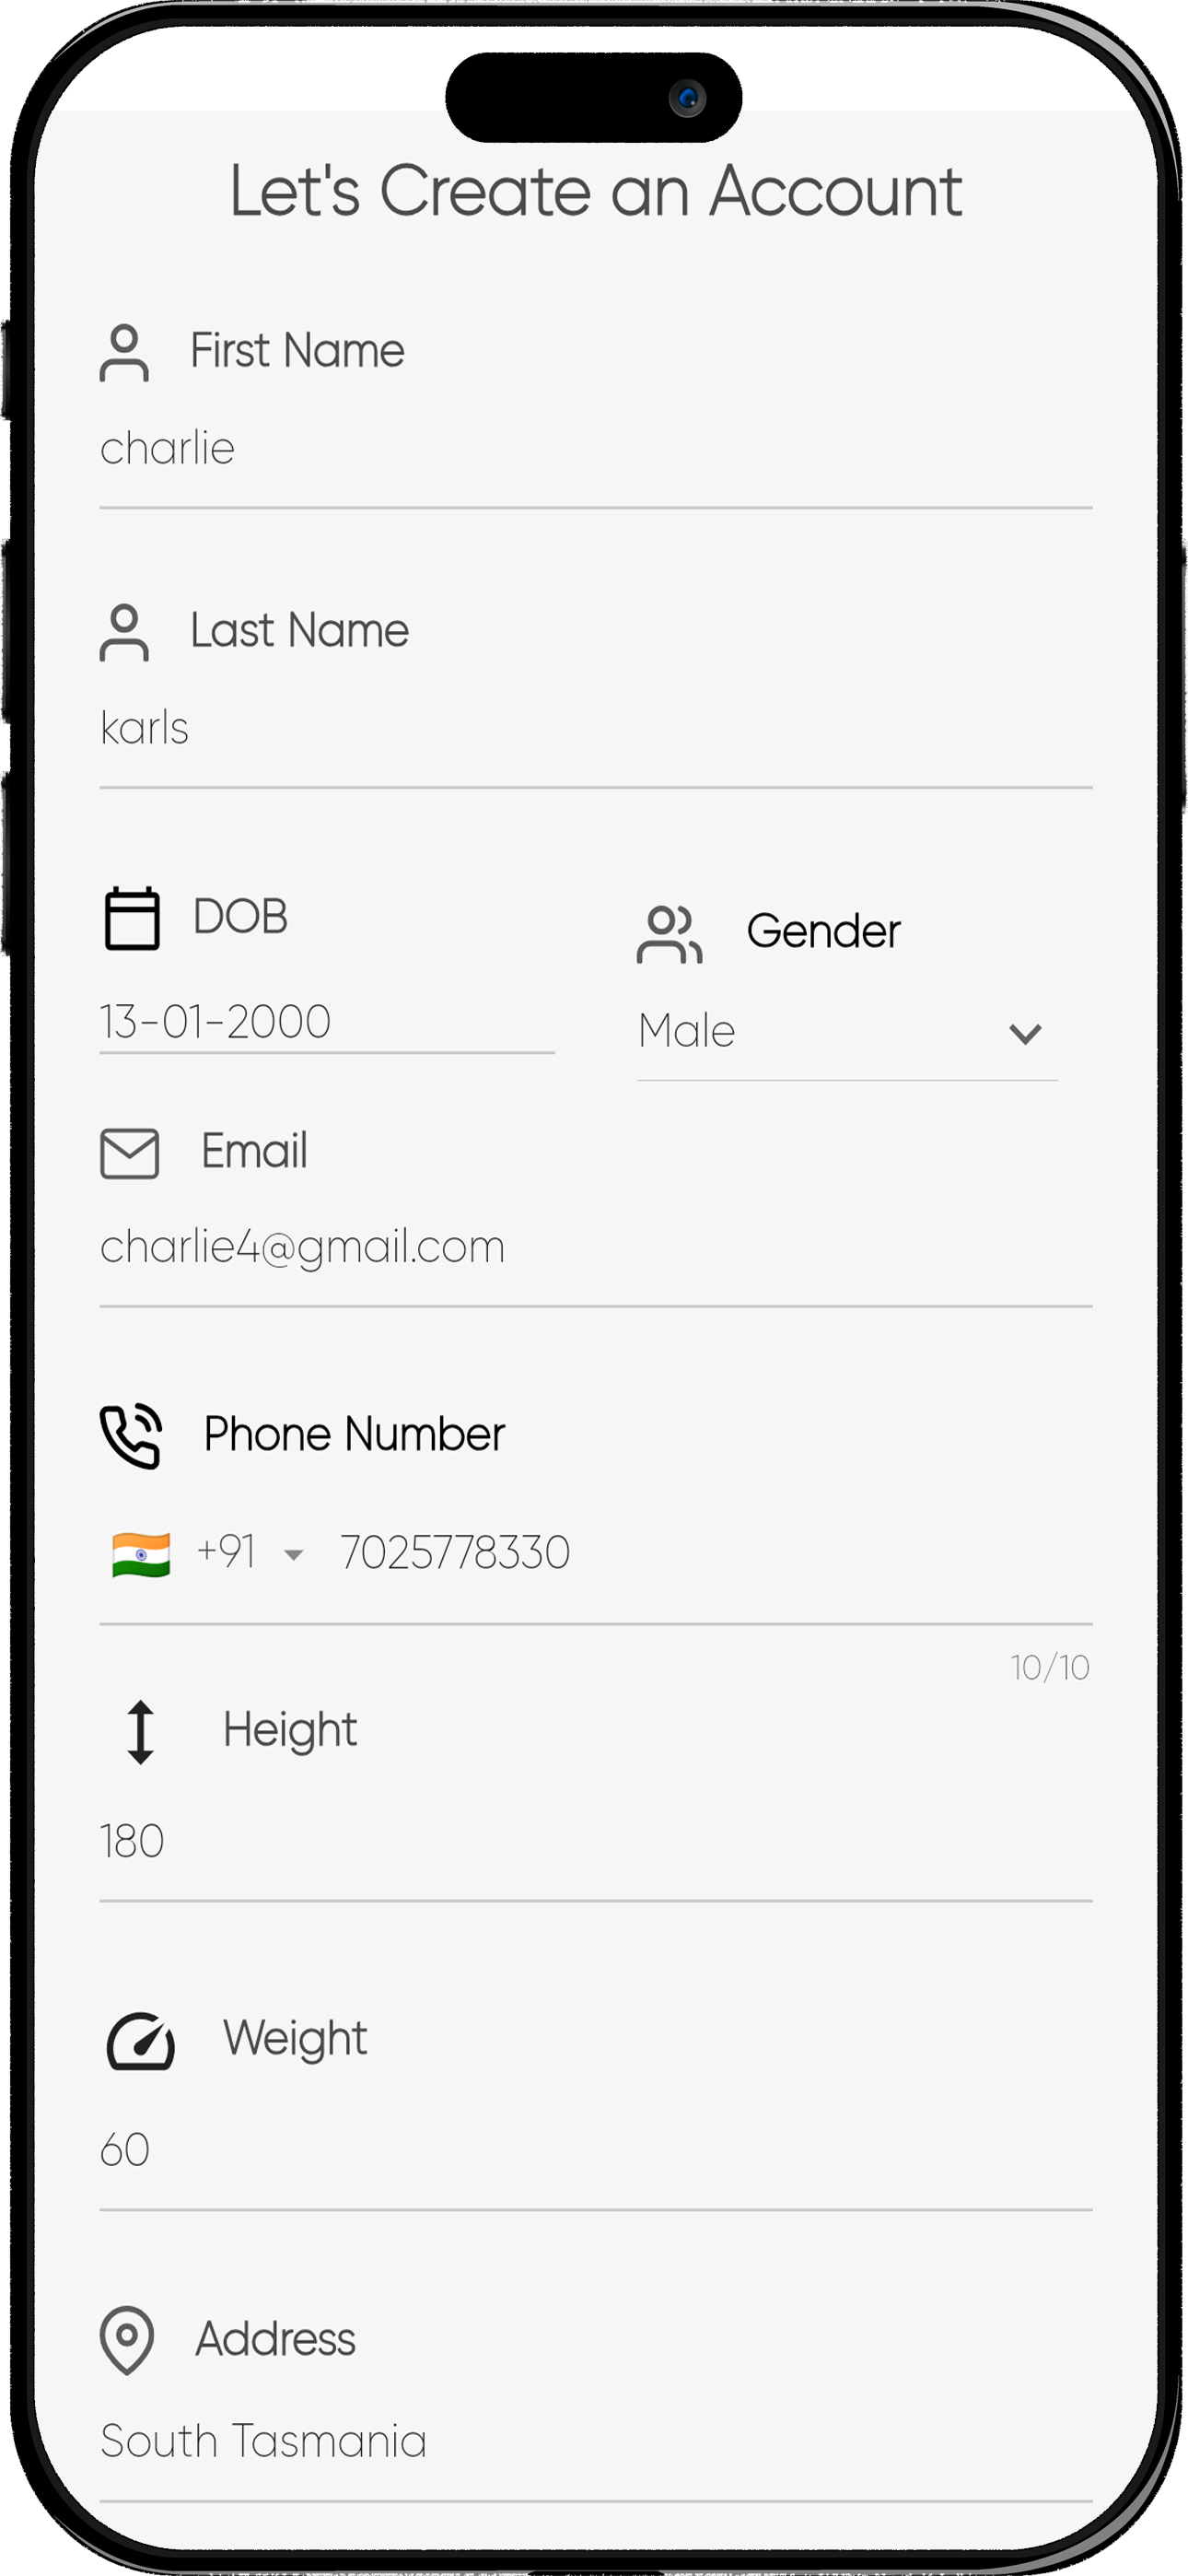 Let's Create an Account
First Name
charlie
Last Name
karls
DOB
Gender
13-01-2000
Male
Email
charlie4@gmail.com
Phone Number
+91 7025778330
10/10
Height
180
Weight
60
Address
South Tasmania